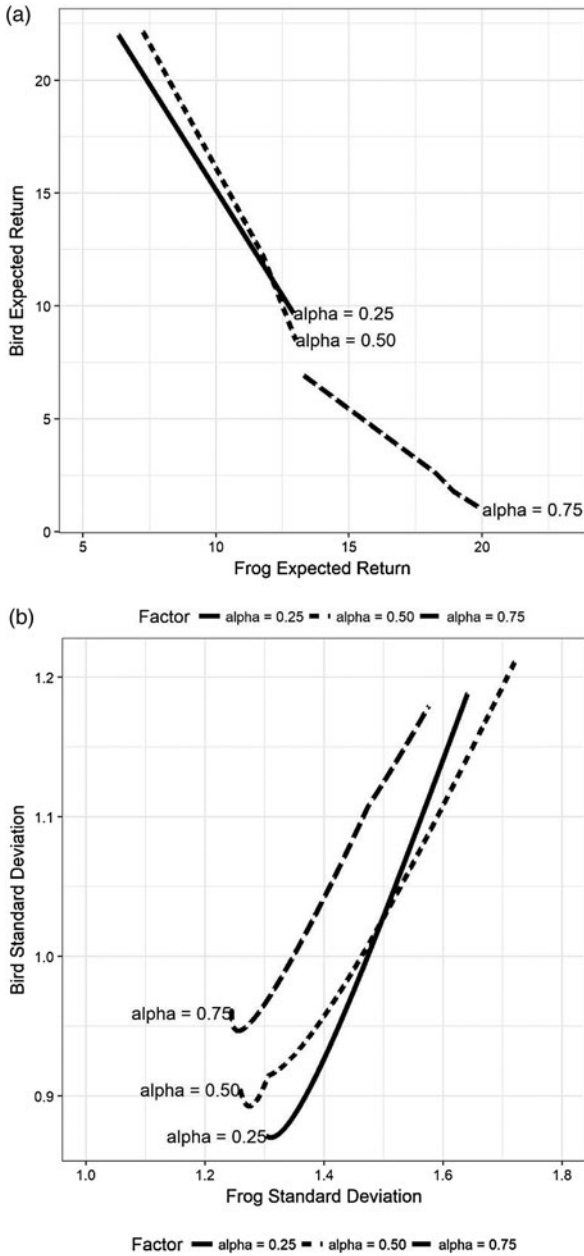 (a)
Bird Expected Return
20
15
10
5
0
alpha = 0.25
alpha = 0.50
alpha = 0.75
5 10 15 20
Frog Expected Return
Factor alpha = 0.25 alpha = 0.50 alpha = 0.75
(b)
Bird Standard Deviation
1.2
1.1
1.0
0.9
alpha = 0.75
alpha = 0.50
alpha = 0.25
1.0 1.2 1.4 1.6 1.8
Frog Standard Deviation
Factor alpha = 0.25 alpha = 0.50 alpha = 0.75